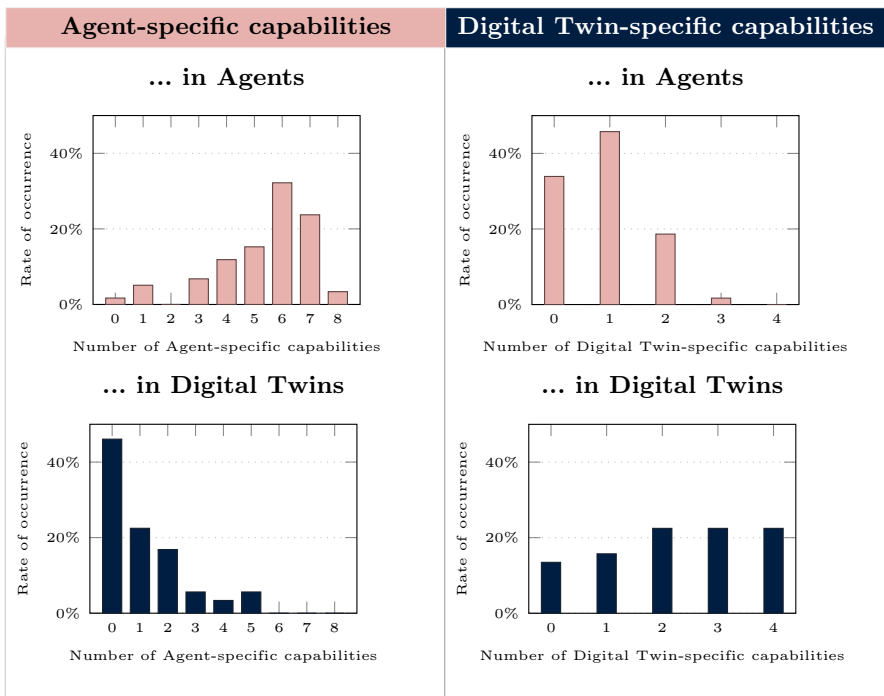 Agent-specific capabilities
Digital Twin-specific capabilities
... in Agents
Rate of occurrence
40%
20%
0%
0 1 2 3 4 5 6 7 8
Number of Agent-specific capabilities
... in Agents
Rate of occurrence
40%
20%
0%
0 1 2 3 4
Number of Digital Twin-specific capabilities
... in Digital Twins
Rate of occurrence
40%
20%
0%
0 1 2 3 4 5 6 7 8
Number of Agent-specific capabilities
... in Digital Twins
Rate of occurrence
40%
20%
0%
0 1 2 3 4
Number of Digital Twin-specific capabilities